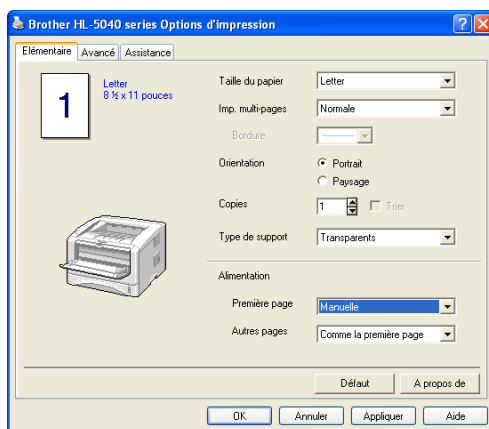 Brother HL-5040 series Options d'impression
Elémentaire Avancé Assistance
1
Letter
8 ½ x 11 pouces
Taille du papier Letter
Imp. multi-pages Normale
Bordure
Orientation Portrait
Paysage
Copies 1 Trier
Type de support Transparents
Alimentation
Première page Manuelle
Autres pages Comme la première page
Défaut A propos de
OK Annuler Appliquer Aide